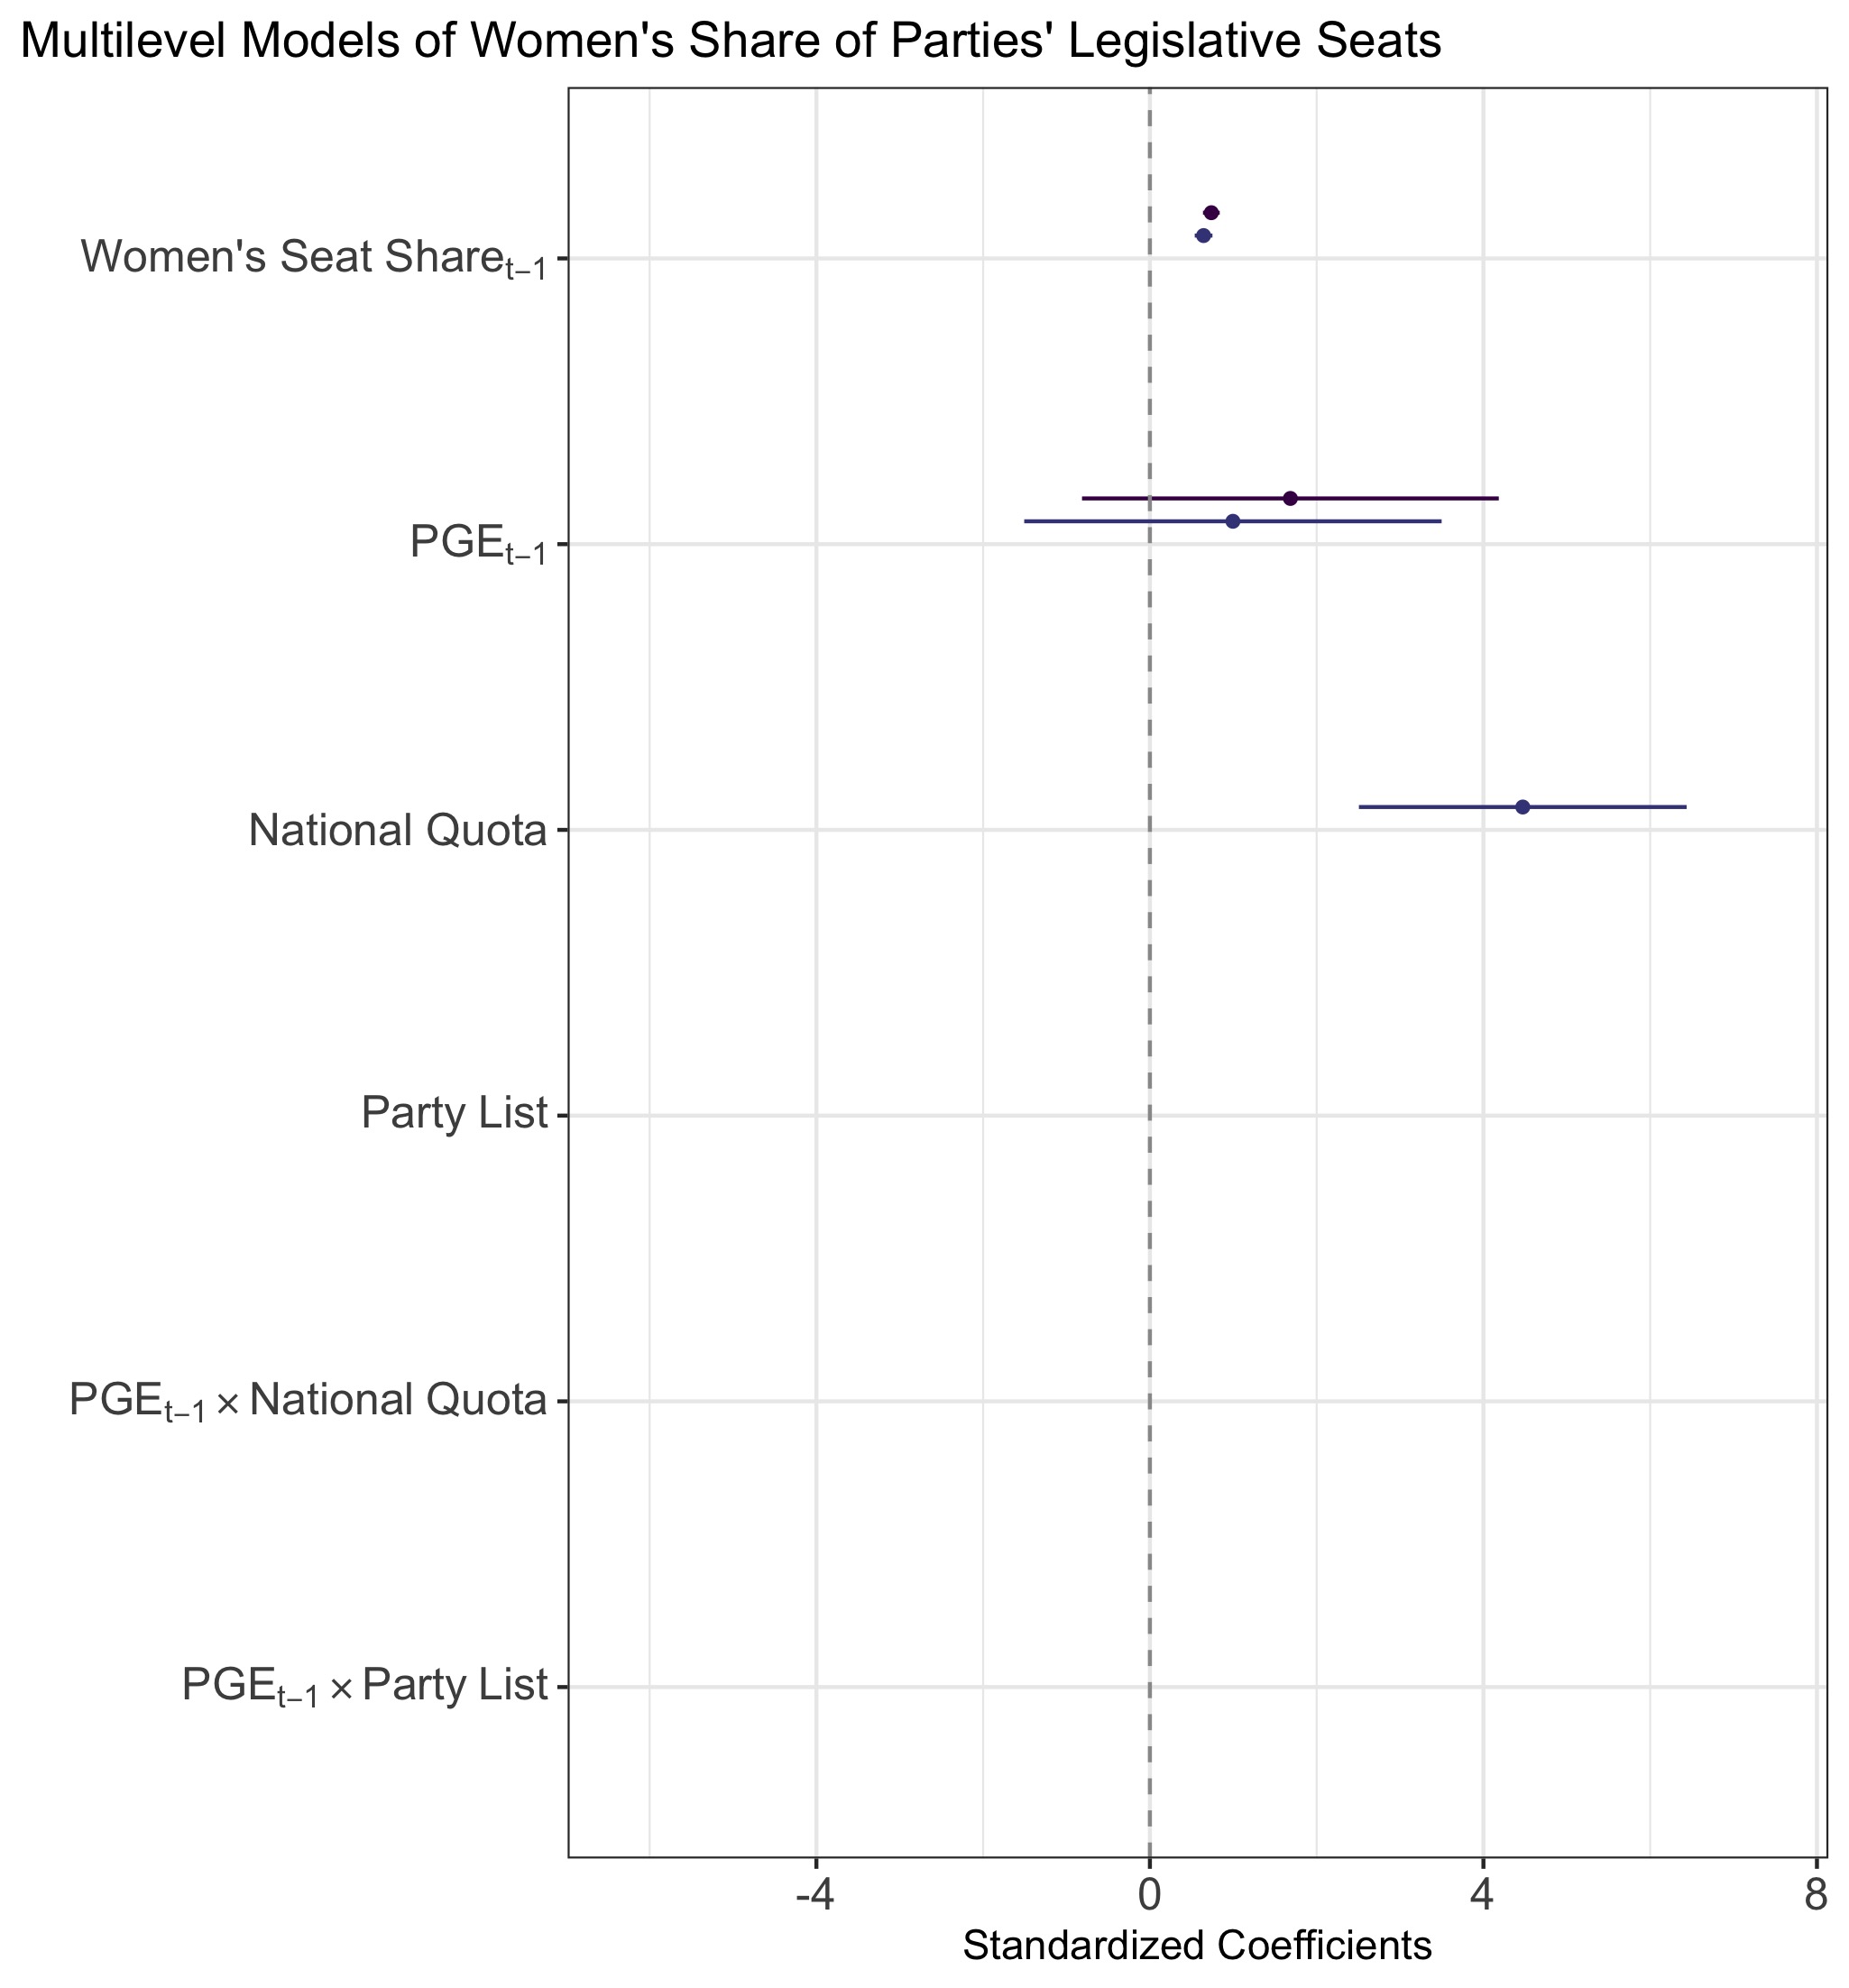 Multilevel Models of Women's Share of Parties' Legislative Seats
Women's Seat Share t−1
PGE t−1
National Quota
Party List
PGE t−1 × National Quota
PGE t−1 × Party List
-4 0 4 8
Standardized Coefficients